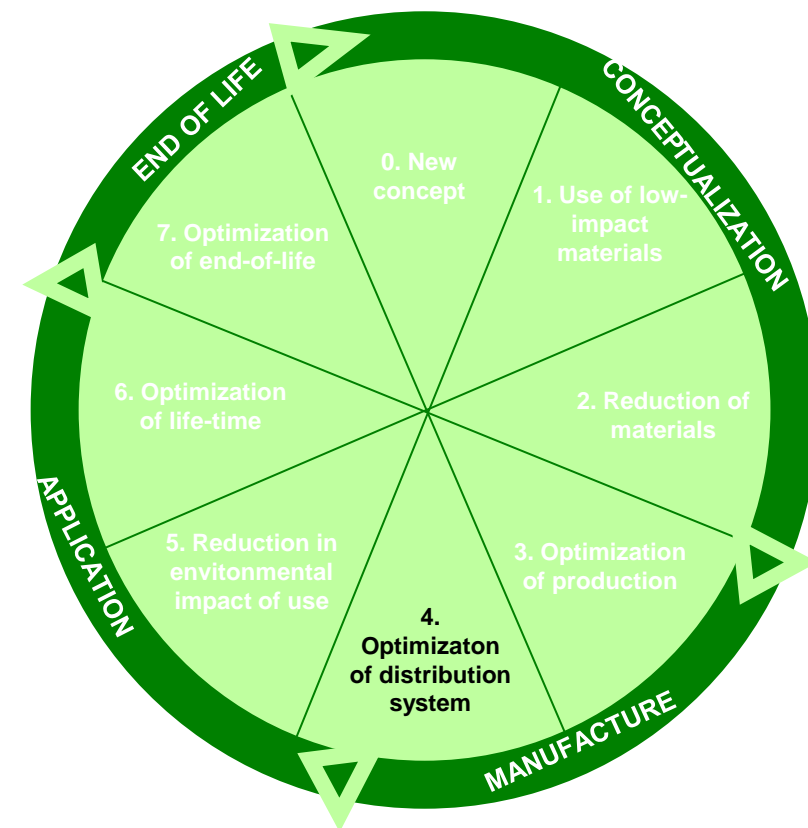 END OF LIFE
CONCEPTUALIZATION
0. New
concept
1. Use of low-
impact
materials
7. Optimization
of end-of-life
6. Optimization
of life-time
2. Reduction of
materials
5. Reduction in
envitonmental
impact of use
3. Optimization
of production
4.
Optimizaton
of distribution
system
APPLICATION
MANUFACTURE